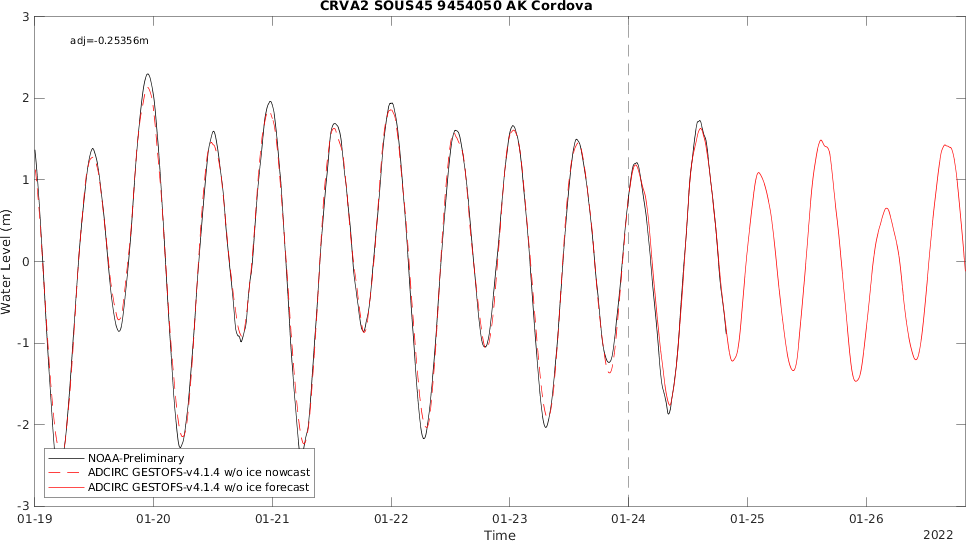 CRVA2 SOUS45 9454050 AK Cordova
adj=-0.25356m
3
2
1
0
-1
-2
-3
Water Level (m)
NOAA-Preliminary
ADCIRC GESTOFS-v4.1.4 w/o ice nowcast
ADCIRC GESTOFS-v4.1.4 w/o ice forecast
01-19 01-20 01-21 01-22 01-23 01-24 01-25 01-26
Time
2022